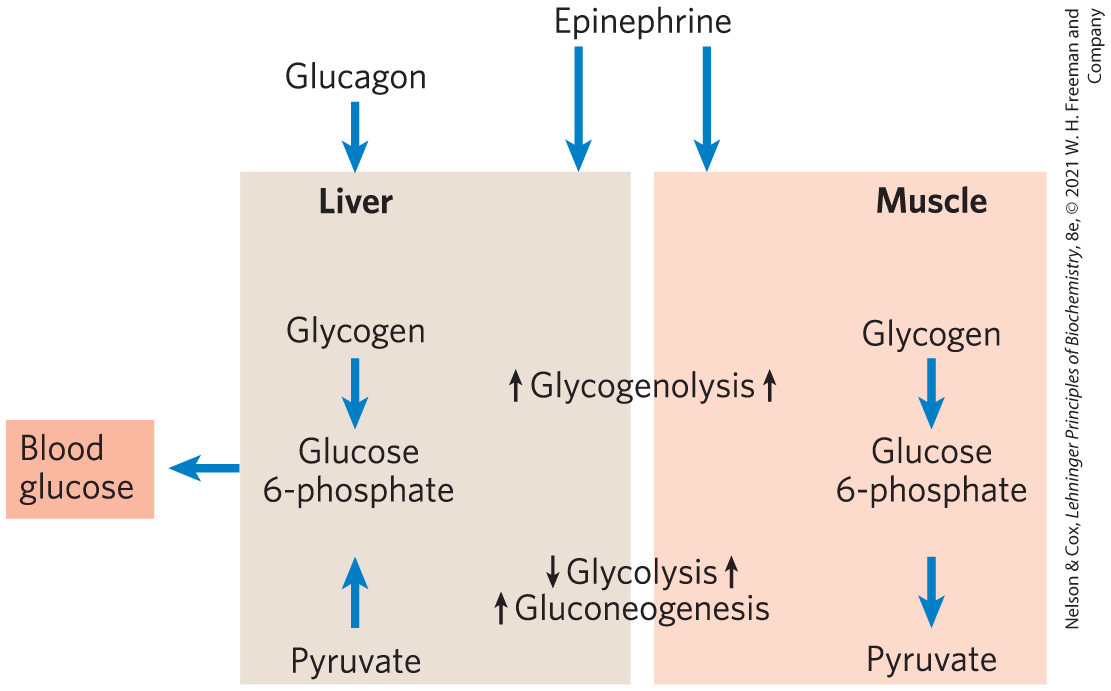 Epinephrine
Glucagon
Liver
Muscle
Glycogen
Glycogen
↑ Glycogenolysis ↑
Blood
glucose
Glucose
6-phosphate
Glucose
6-phosphate
↓ Glycolysis ↑
↑ Gluconeogenesis
Pyruvate
Pyruvate
Nelson & Cox, Lehninger Principles of Biochemistry, 8e, © 2021 W. H. Freeman and
Company